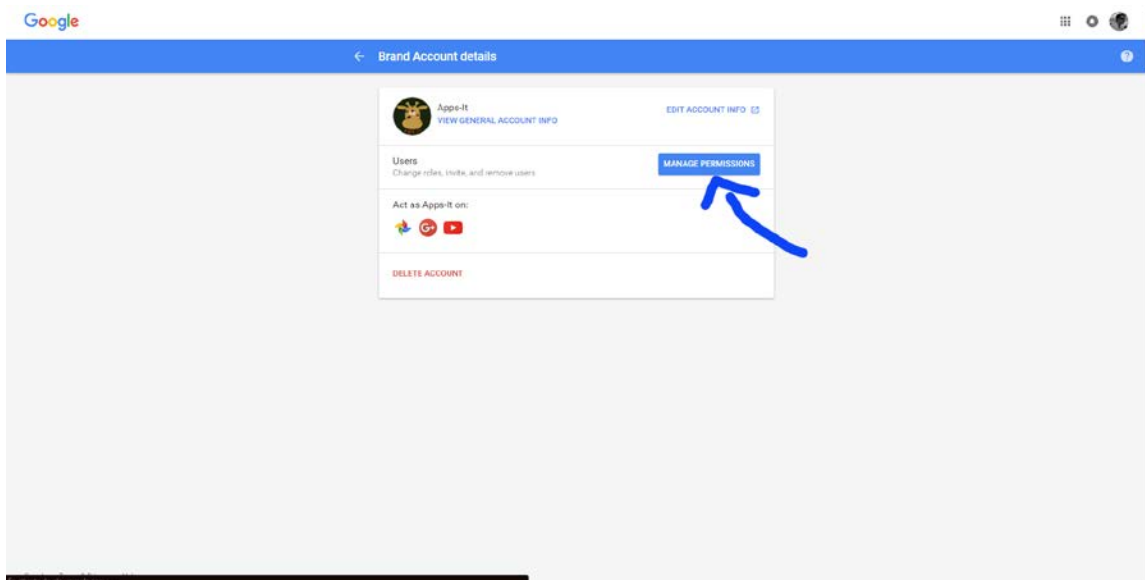 Google
Brand Account details
Apps-It
VIEW GENERAL ACCOUNT INFO
EDIT ACCOUNT INFO
Users
Change roles, invite, and remove users
MANAGE PERMISSIONS
Act as Apps-It on:
G+
DELETE ACCOUNT